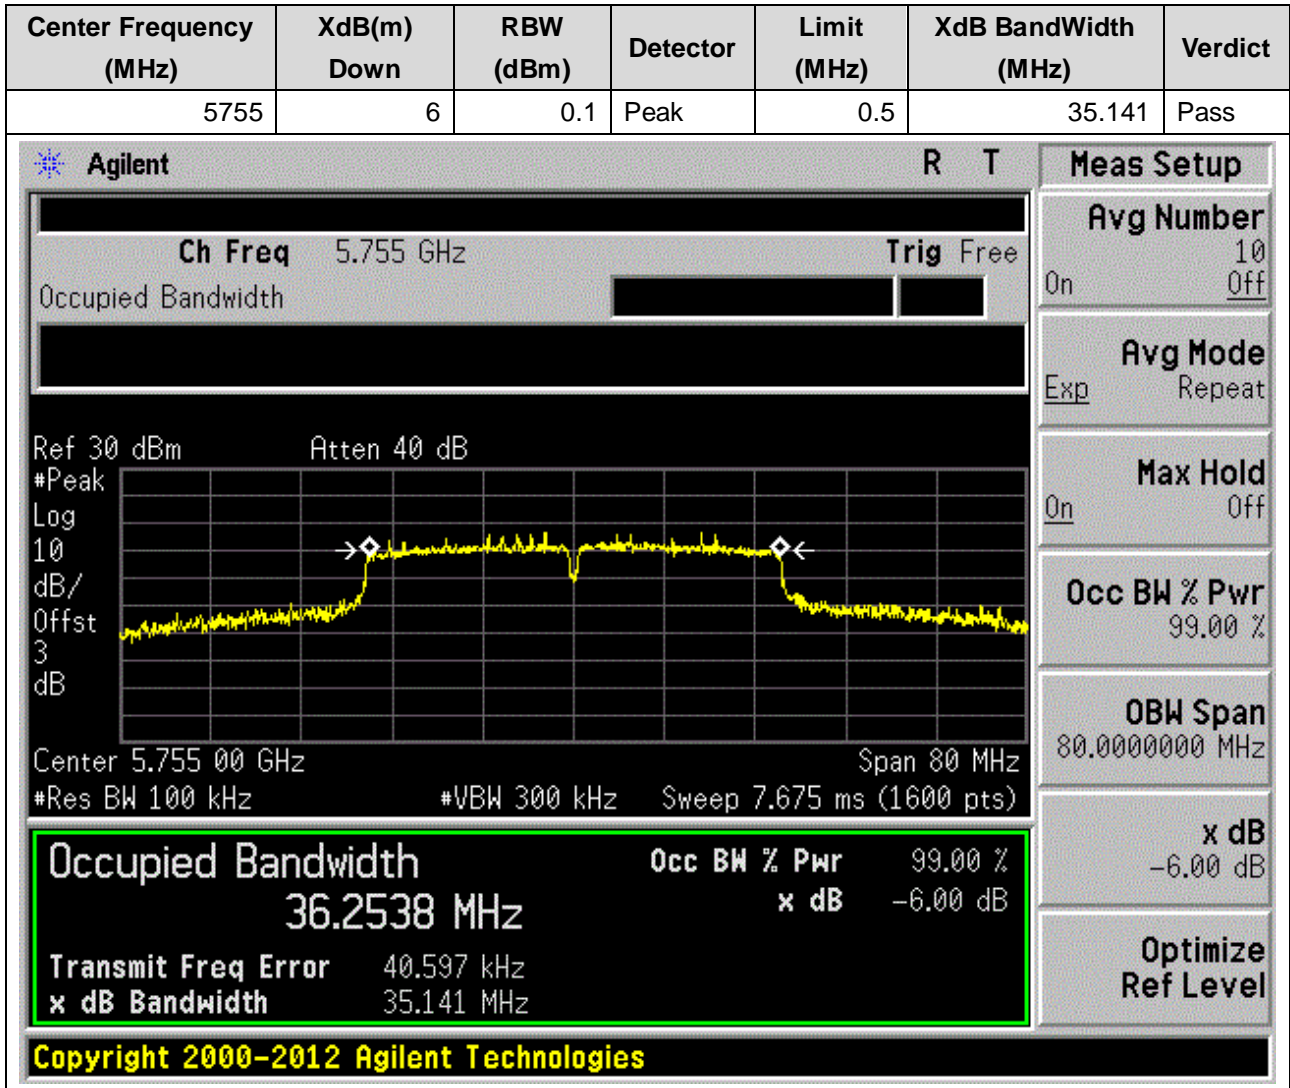 Center Frequency (MHz) XdB(m) Down RBW (dBm) Detector Limit (MHz) XdB BandWidth (MHz) Verdict
5755 6 0.1 Peak 0.5 35.141 Pass
Agilent R T
Ch Freq 5.755 GHz Trig Free
Occupied Bandwidth
Ref 30 dBm Atten 40 dB
#Peak
Log
10
dB/
Offst
3
dB
Center 5.755 00 GHz Span 80 MHz
#Res BW 100 kHz #VBW 300 kHz Sweep 7.675 ms (1600 pts)
Occupied Bandwidth Occ BW % Pwr 99.00 %
36.2538 MHz x dB -6.00 dB
Transmit Freq Error 40.597 kHz
x dB Bandwidth 35.141 MHz
Copyright 2000-2012 Agilent Technologies
Meas Setup
Avg Number
10
On Off
Avg Mode
Exp Repeat
Max Hold
On Off
Occ BW % Pwr
99.00 %
OBW Span
80.0000000 MHz
x dB
-6.00 dB
Optimize
Ref Level